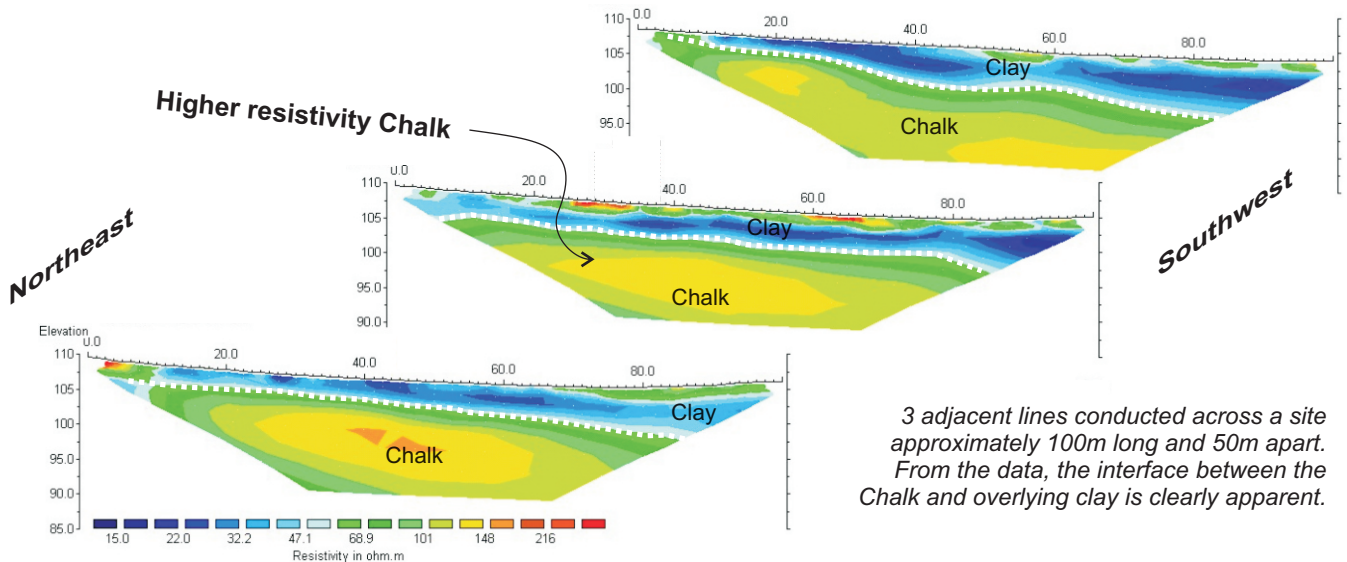 110
0.0
20.0
40.0
60.0
80.0
105
100.0
95.0
Clay
Chalk
Higher resistivity Chalk
110
0.0
20.0
40.0
60.0
80.0
105
100.0
95.0
90.0
Clay
Chalk
Northeast
Southwest
Elevation
0.0
20.0
40.0
60.0
80.0
110
105
100.0
95.0
90.0
85.0
Clay
Chalk
15.0 22.0 32.2 47.1 68.9 101 148 216
Resistivity in ohm.m
3 adjacent lines conducted across a site
approximately 100m long and 50m apart.
From the data, the interface between the
Chalk and overlying clay is clearly apparent.